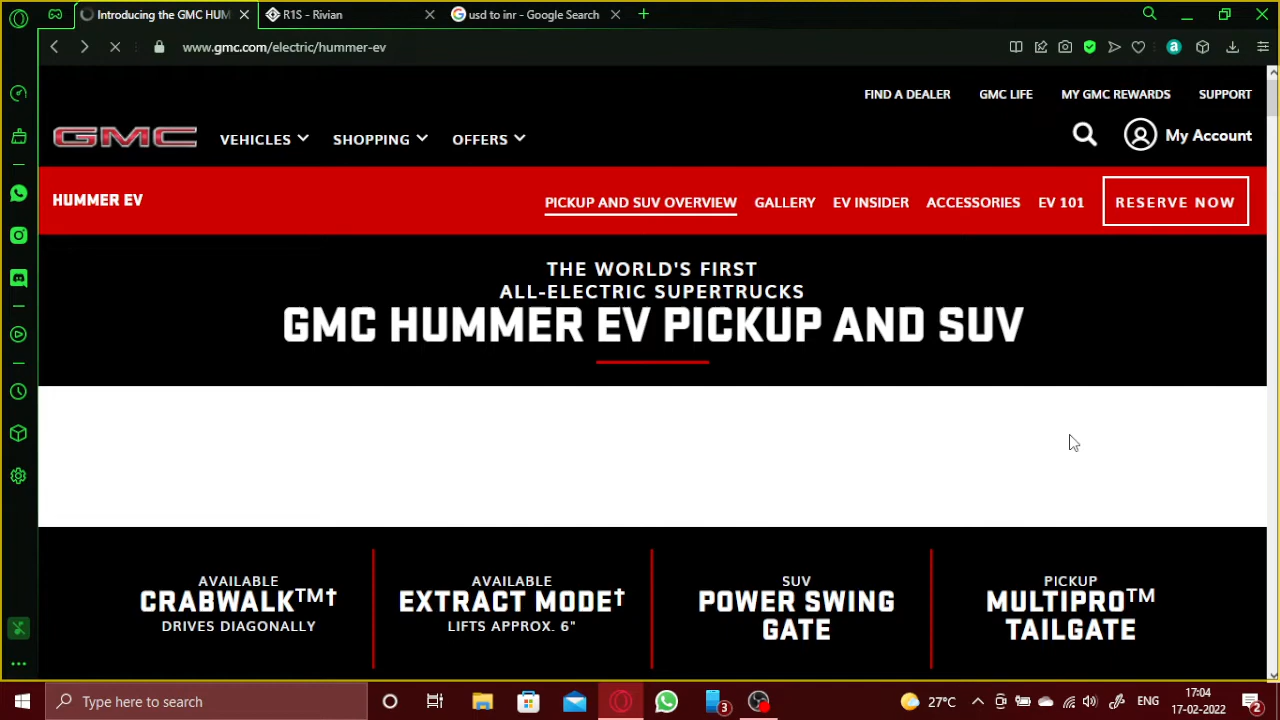 Introducing the GMC HUM
R1S - Rivian
usd to inr - Google Search
www.gmc.com/electric/hummer-ev
a
FIND A DEALER
GMC LIFE
MY GMC REWARDS
SUPPORT
GMC
VEHICLES
SHOPPING
OFFERS
My Account
HUMMER EV
PICKUP AND SUV OVERVIEW
GALLERY
EV INSIDER
ACCESSORIES
EV 101
RESERVE NOW
THE WORLD'S FIRST
ALL-ELECTRIC SUPERTRUCKS
GMC HUMMER EV PICKUP AND SUV
AVAILABLE
CRABWALK™†
DRIVES DIAGONALLY
AVAILABLE
EXTRACT MODE†
LIFTS APPROX. 6"
SUV
POWER SWING
GATE
PICKUP
MULTIPRO™
TAILGATE
Type here to search
3
27°C
ENG
17:04
17-02-2022
2